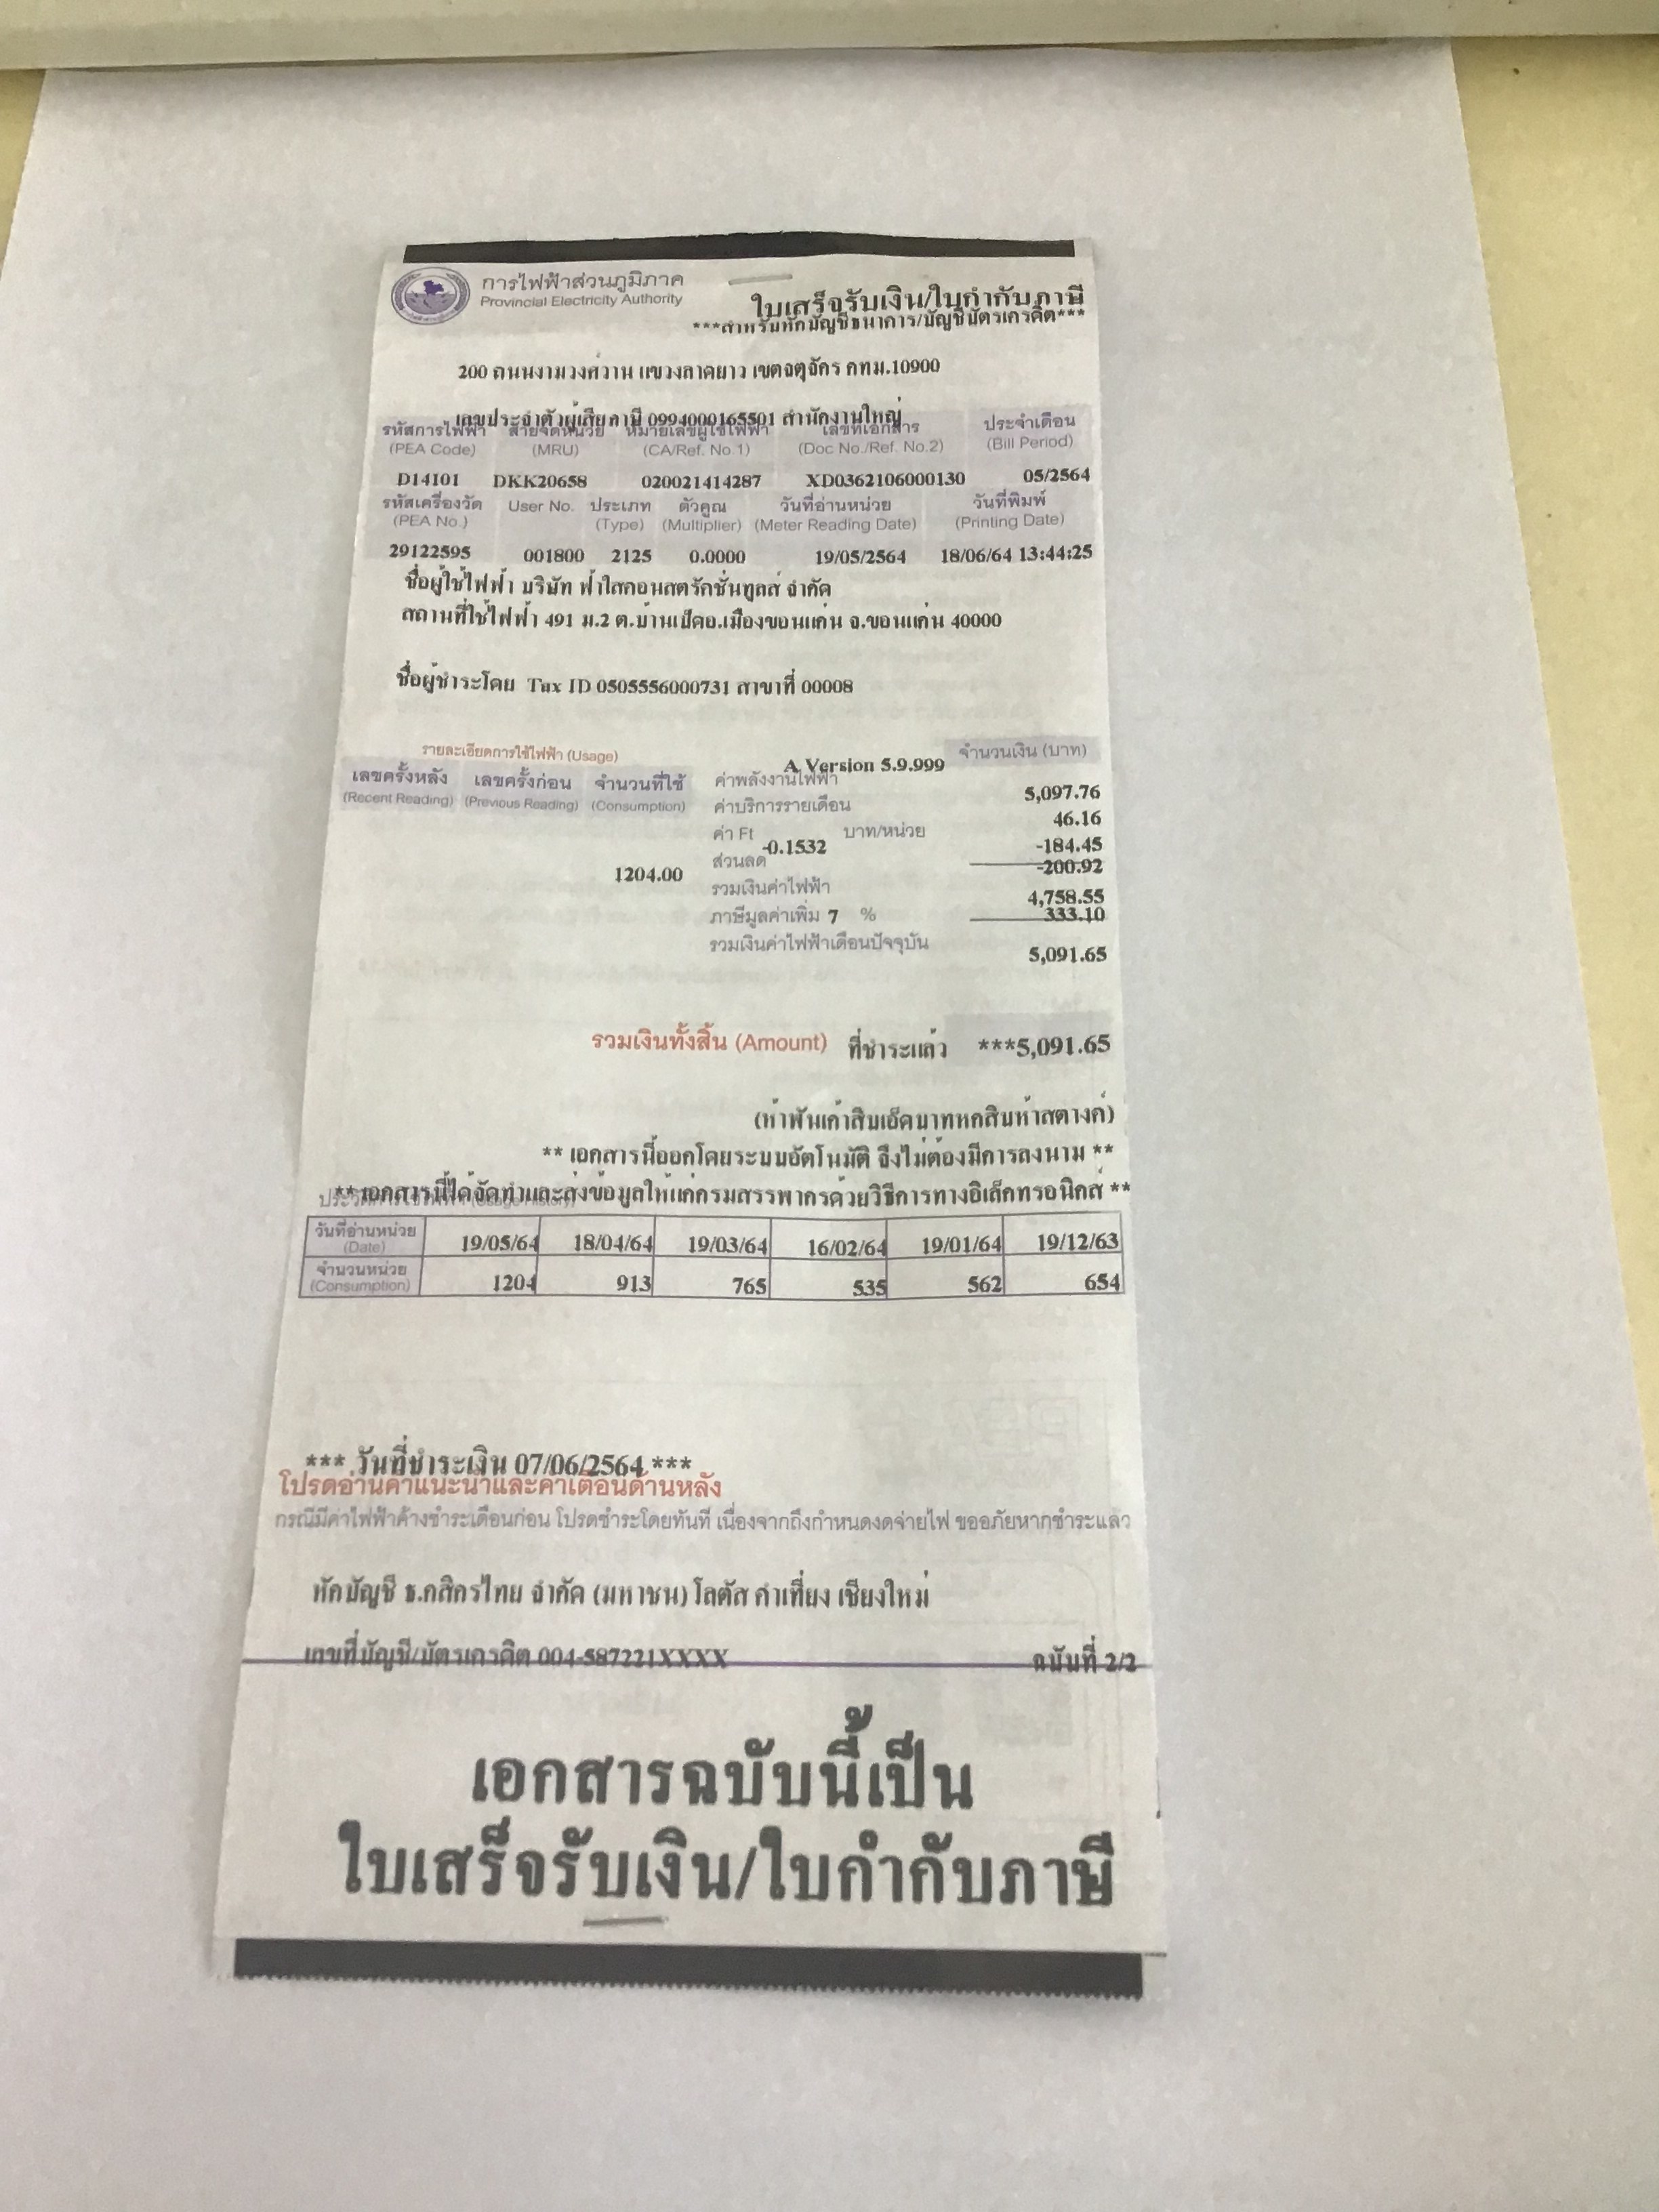 การไฟฟ้าส่วนภูมิภาค
Provincial Electricity Authority
ใบเสร็จรับเงิน/ใบกำกับภาษี
***สำหรับหักบัญชีธนาคาร/บัญชีบัตรเครดิต***
200 ถนนงามวงศ์วาน แขวงลาดยาว เขตจตุจักร กทม.10900
เลขประจำตัวผู้เสียภาษี 0994000165501 สำนักงานใหญ่
รหัสการไฟฟ้า สายจดหน่วย หมายเลขผู้ใช้ไฟฟ้า เลขที่เอกสาร ประจำเดือน
(PEA Code) (MRU) (CA/Ref. No.1) (Doc No./Ref. No.2) (Bill Period)
D14101 DKK20658 020021414287 XD036210600130 05/2564
รหัสเครื่องวัด User No. ประเภท ตัวคูณ วันที่อ่านหน่วย วันที่พิมพ์
(PEA No.) (Type) (Multiplier) (Meter Reading Date) (Printing Date)
29122595 001800 2125 0.0000 19/05/2564 18/06/64 13:44:25
ชื่อผู้ใช้ไฟฟ้า บริษัท ฟ้าใสคอนสตรัคชั่นทูลส์ จำกัด
สถานที่ใช้ไฟฟ้า 491 ม.2 ต.บ้านเป็ดอ.เมืองขอนแก่น จ.ขอนแก่น 40000
ชื่อผู้ชำระโดย Tax ID 0505556000731 สาขาที่ 00008
รายละเอียดการใช้ไฟฟ้า (Usage) จำนวนเงิน (บาท)
A.Version 5.9.999
เลขครั้งหลัง เลขครั้งก่อน จำนวนที่ใช้ ค่าพลังงานไฟฟ้า 5,097.76
(Recent Reading) (Previous Reading) (Consumption) ค่าบริการรายเดือน 46.16
ค่า Ft -0.1532 บาท/หน่วย -184.45
1204.00 ส่วนลด -200.92
รวมเงินค่าไฟฟ้า 4,758.55
ภาษีมูลค่าเพิ่ม 7 % 333.10
รวมเงินค่าไฟฟ้าเดือนปัจจุบัน 5,091.65
รวมเงินทั้งสิ้น (Amount) ที่ชำระแล้ว ***5,091.65
(ห้าพันเก้าสิบเอ็ดบาทหกสิบห้าสตางค์)
** เอกสารนี้ออกโดยระบบอัตโนมัติ จึงไม่ต้องมีการลงนาม **
**เอกสารนี้ได้จัดทำและส่งข้อมูลให้แก่กรมสรรพากรด้วยวิธีการทางอิเล็กทรอนิกส์ **
วันที่อ่านหน่วย (Date) 19/05/64 18/04/64 19/03/64 16/02/64 19/01/64 19/12/63
จำนวนหน่วย (Consumption) 1204 913 765 535 562 654
*** วันที่ชำระเงิน 07/06/2564 ***
โปรดอ่านคำแนะนำและคำเตือนด้านหลัง
กรณีมีค่าไฟฟ้าค้างชำระเดือนก่อน โปรดชำระโดยทันที เนื่องจากถึงกำหนดงดจ่ายไฟ ขออภัยหากชำระแล้ว
หักบัญชี ธ.กสิกรไทย จำกัด (มหาชน) โลตัส คำเที่ยง เชียงใหม่
เลขที่บัญชี/บัตรเครดิต 004-587221XXXX ฉบับที่ 2/2
เอกสารฉบับนี้เป็น
ใบเสร็จรับเงิน/ใบกำกับภาษี